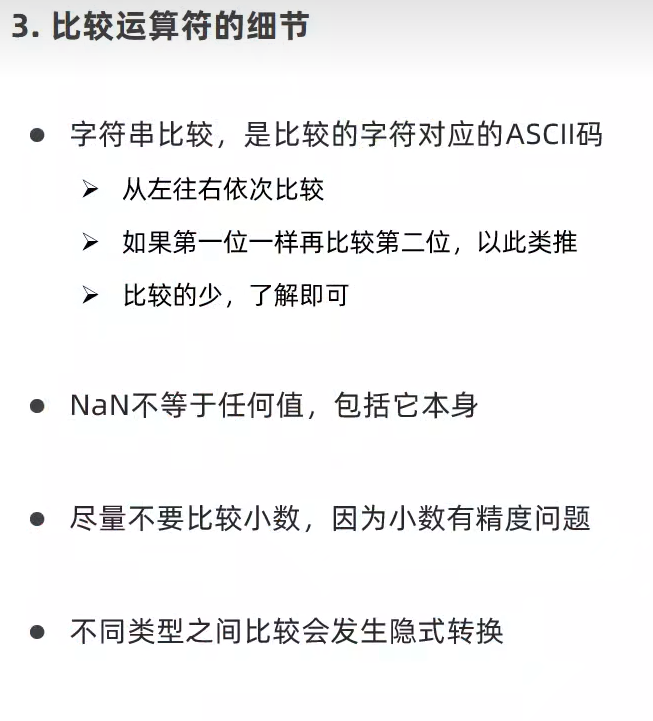 3. 比较运算符的细节
● 字符串比较，是比较的字符对应的ASCII码
➢ 从左往右依次比较
➢ 如果第一位一样再比较第二位，以此类推
➢ 比较的少，了解即可
● NaN不等于任何值，包括它本身
● 尽量不要比较小数，因为小数有精度问题
● 不同类型之间比较会发生隐式转换